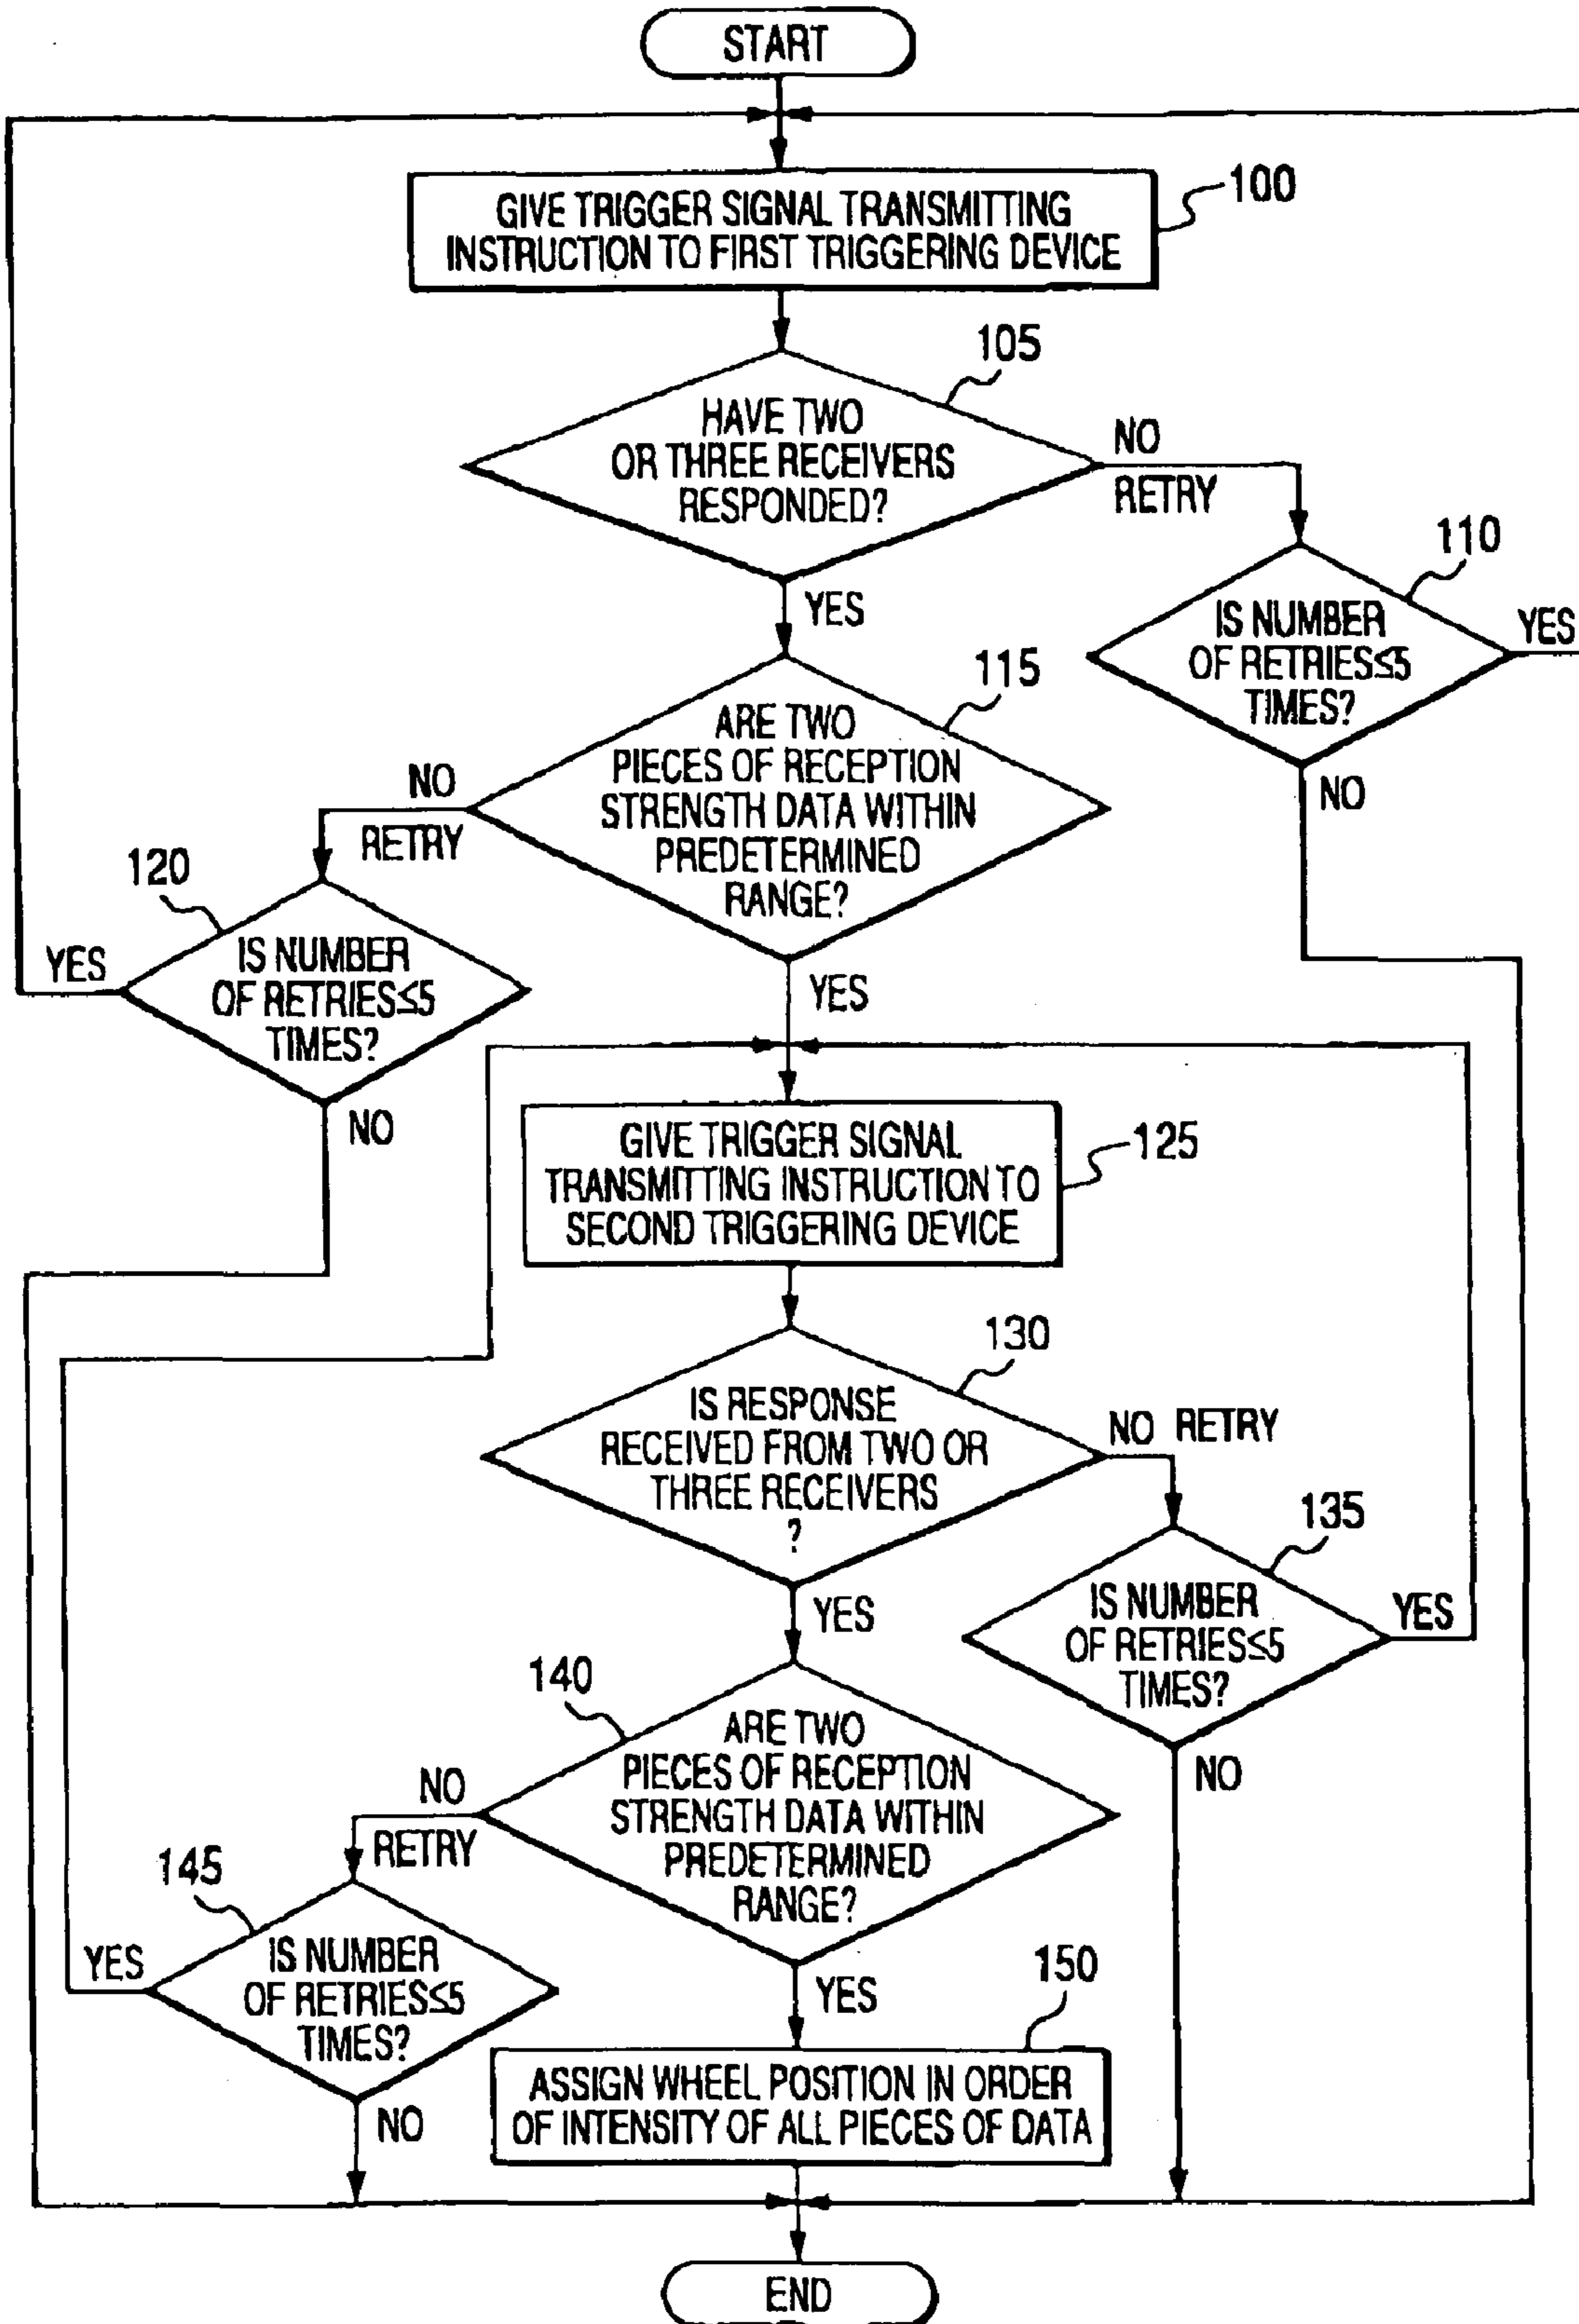 START
GIVE TRIGGER SIGNAL TRANSMITTING
INSTRUCTION TO FIRST TRIGGERING DEVICE
100
105
HAVE TWO
OR THREE RECEIVERS
RESPONDED?
NO
RETRY
110
IS NUMBER
OF RETRIES≤5
TIMES?
YES
NO
YES
115
ARE TWO
PIECES OF RECEPTION
STRENGTH DATA WITHIN
PREDETERMINED
RANGE?
NO
RETRY
120
IS NUMBER
OF RETRIES≤5
TIMES?
YES
NO
YES
GIVE TRIGGER SIGNAL
TRANSMITTING INSTRUCTION TO
SECOND TRIGGERING DEVICE
125
130
IS RESPONSE
RECEIVED FROM TWO OR
THREE RECEIVERS
?
NO RETRY
135
IS NUMBER
OF RETRIES≤5
TIMES?
YES
NO
YES
140
ARE TWO
PIECES OF RECEPTION
STRENGTH DATA WITHIN
PREDETERMINED
RANGE?
NO
RETRY
145
IS NUMBER
OF RETRIES≤5
TIMES?
YES
NO
YES
150
ASSIGN WHEEL POSITION IN ORDER
OF INTENSITY OF ALL PIECES OF DATA
END